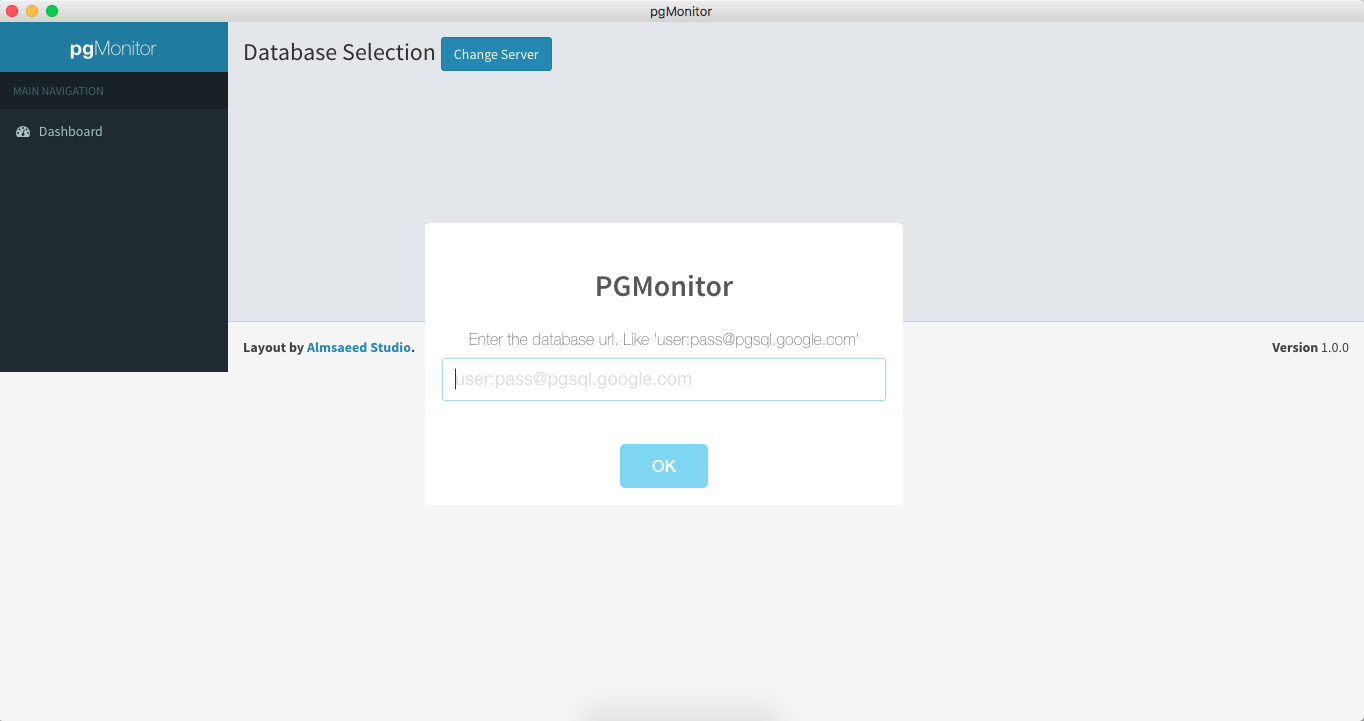 pgMonitor
pgMonitor
MAIN NAVIGATION
Dashboard
Database Selection Change Server
PGMonitor
Enter the database url. Like 'user:pass@pgsql.google.com'
user:pass@pgsql.google.com
OK
Layout by Almsaeed Studio.
Version 1.0.0